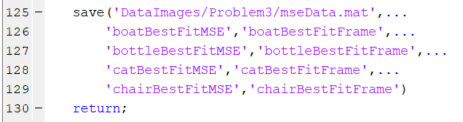 125 - save('DataImages/Problem3/mseData.mat',...
126 'boatBestFitMSE','boatBestFitFrame',...
127 'bottleBestFitMSE','bottleBestFitFrame',...
128 'catBestFitMSE','catBestFitFrame',...
129 'chairBestFitMSE','chairBestFitFrame')
130 - return;